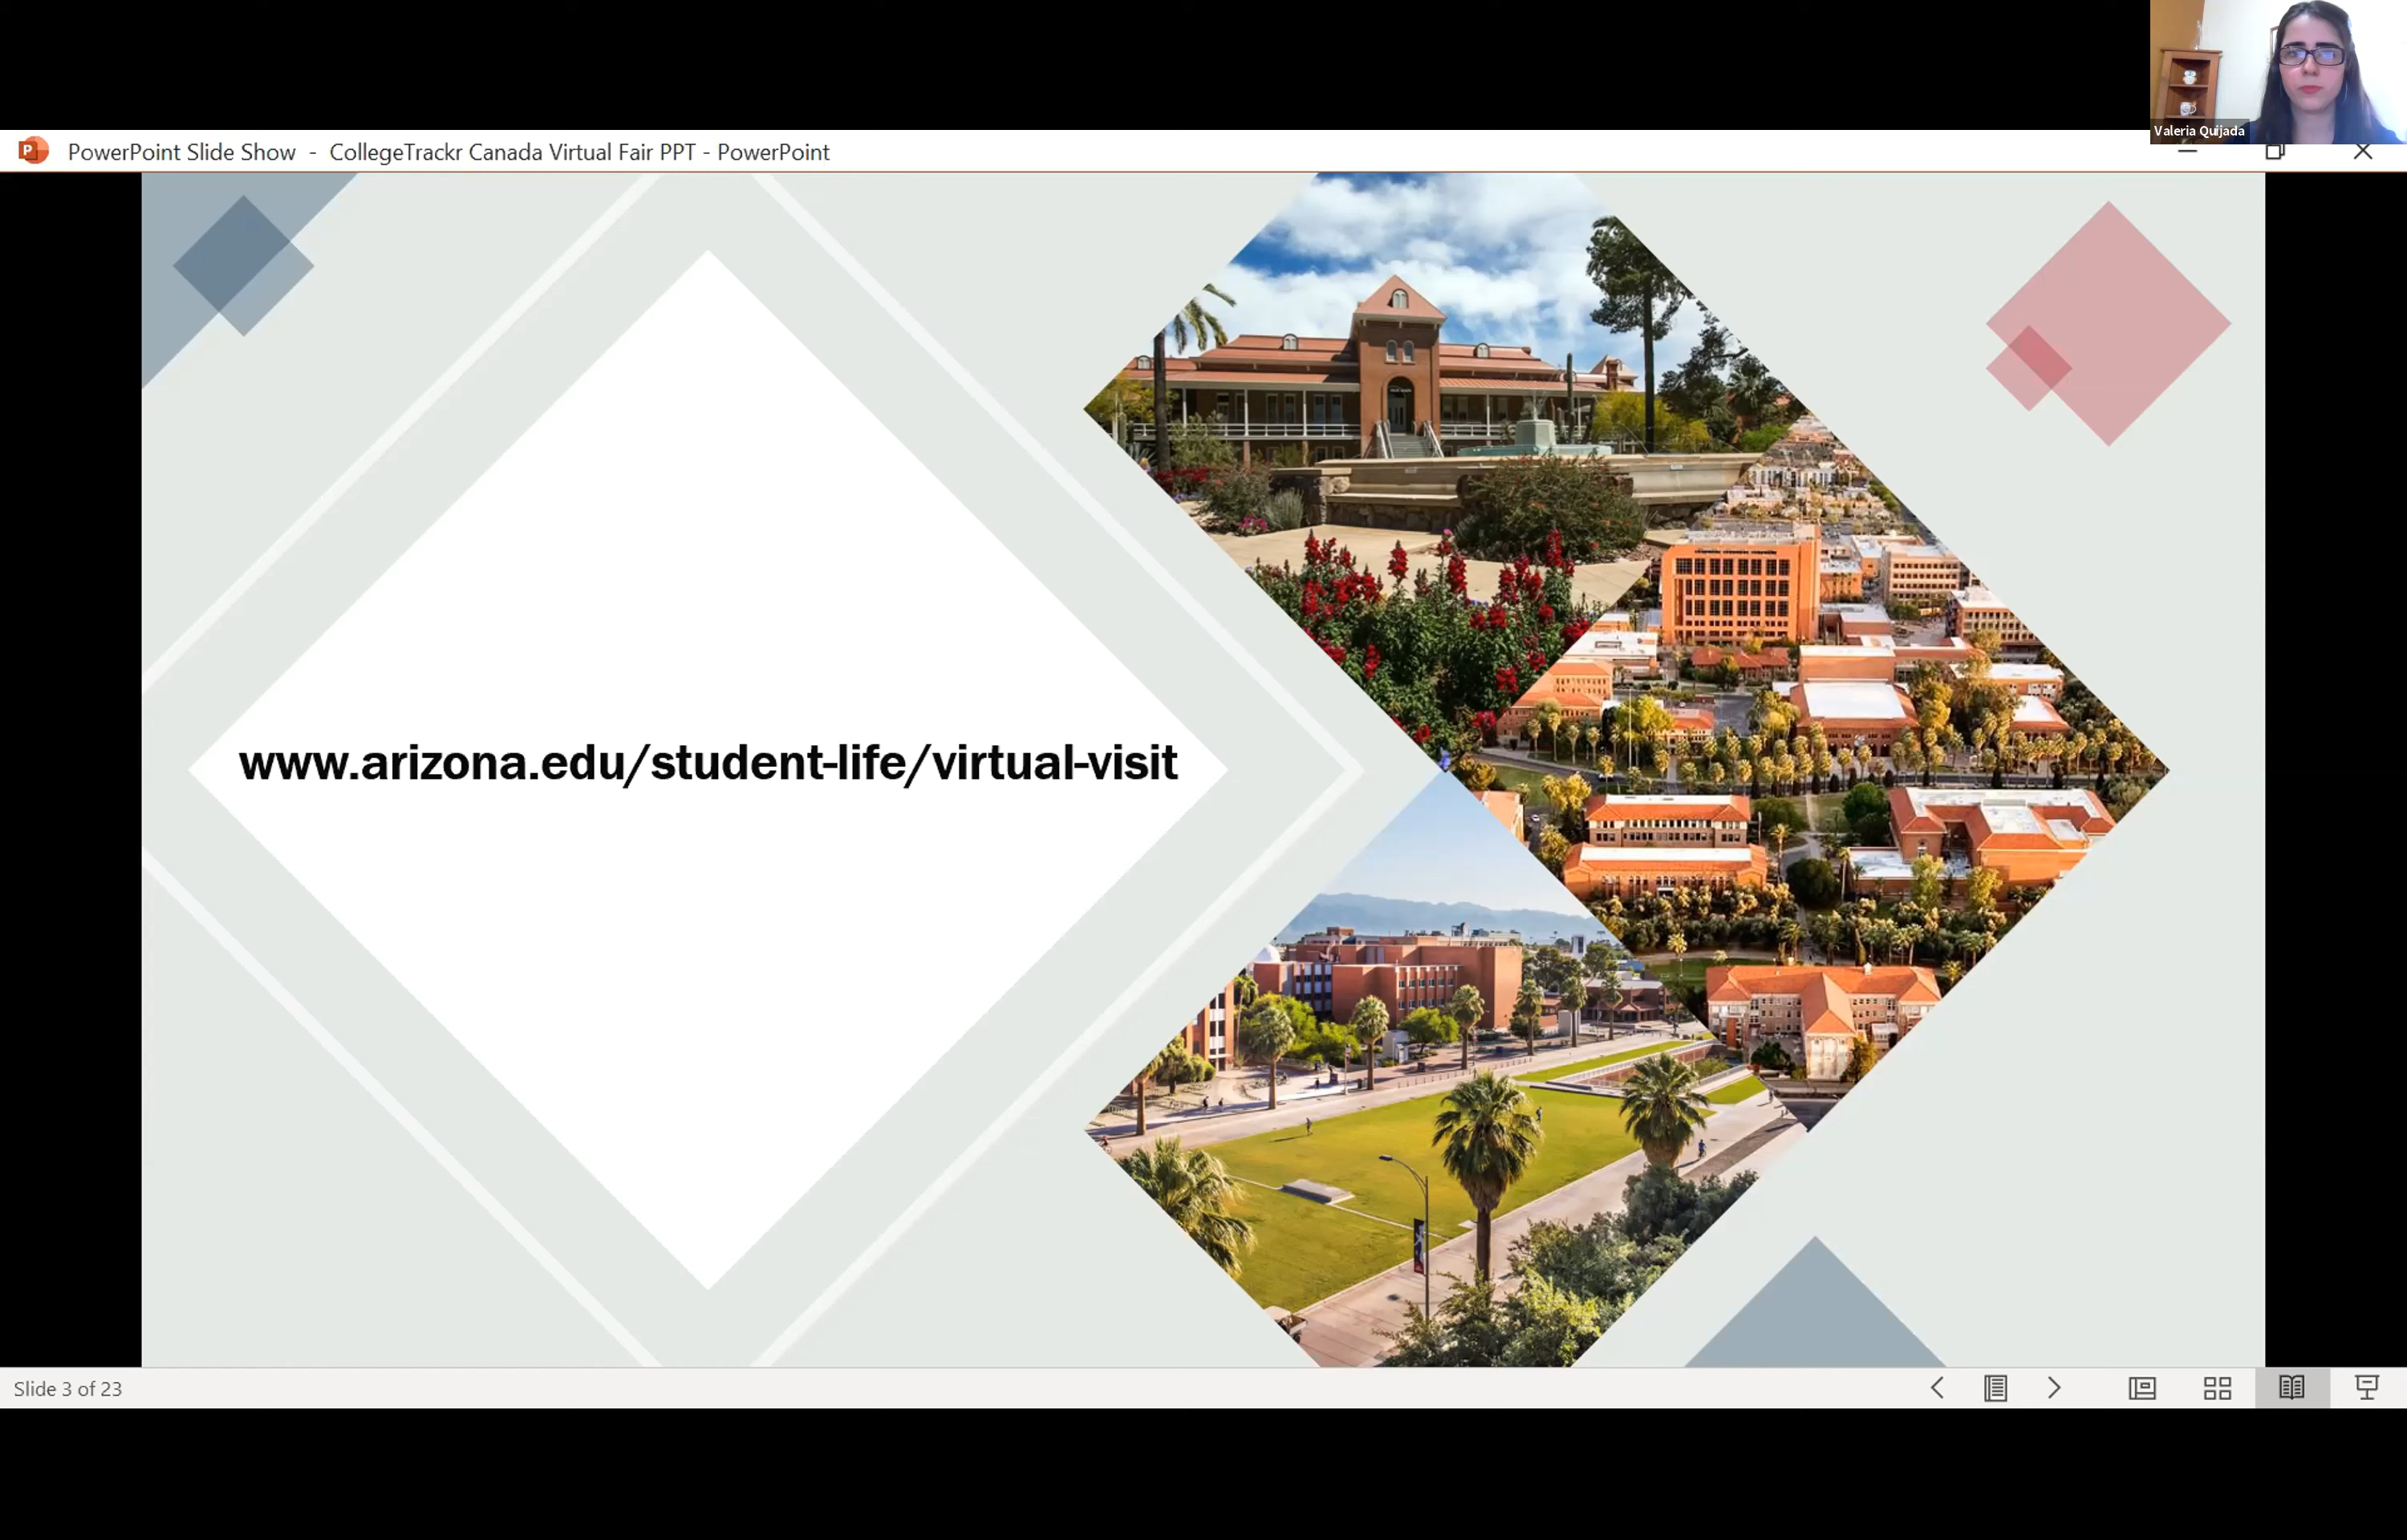 Valeria Quijada
PowerPoint Slide Show - CollegeTrackr Canada Virtual Fair PPT - PowerPoint
www.arizona.edu/student-life/virtual-visit
Slide 3 of 23